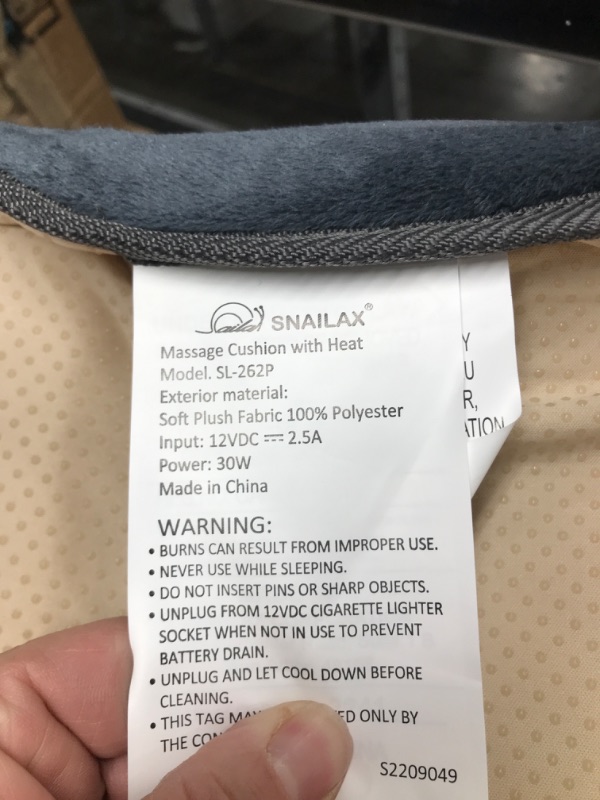 SNAILAX®
Massage Cushion with Heat
Model. SL-262P
Exterior material:
Soft Plush Fabric 100% Polyester
Input: 12VDC ⎓ 2.5A
Power: 30W
Made in China
WARNING:
• BURNS CAN RESULT FROM IMPROPER USE.
• NEVER USE WHILE SLEEPING.
• DO NOT INSERT PINS OR SHARP OBJECTS.
• UNPLUG FROM 12VDC CIGARETTE LIGHTER
SOCKET WHEN NOT IN USE TO PREVENT
BATTERY DRAIN.
• UNPLUG AND LET COOL DOWN BEFORE
CLEANING.
• THIS TAG ONLY BY
THE
S2209049